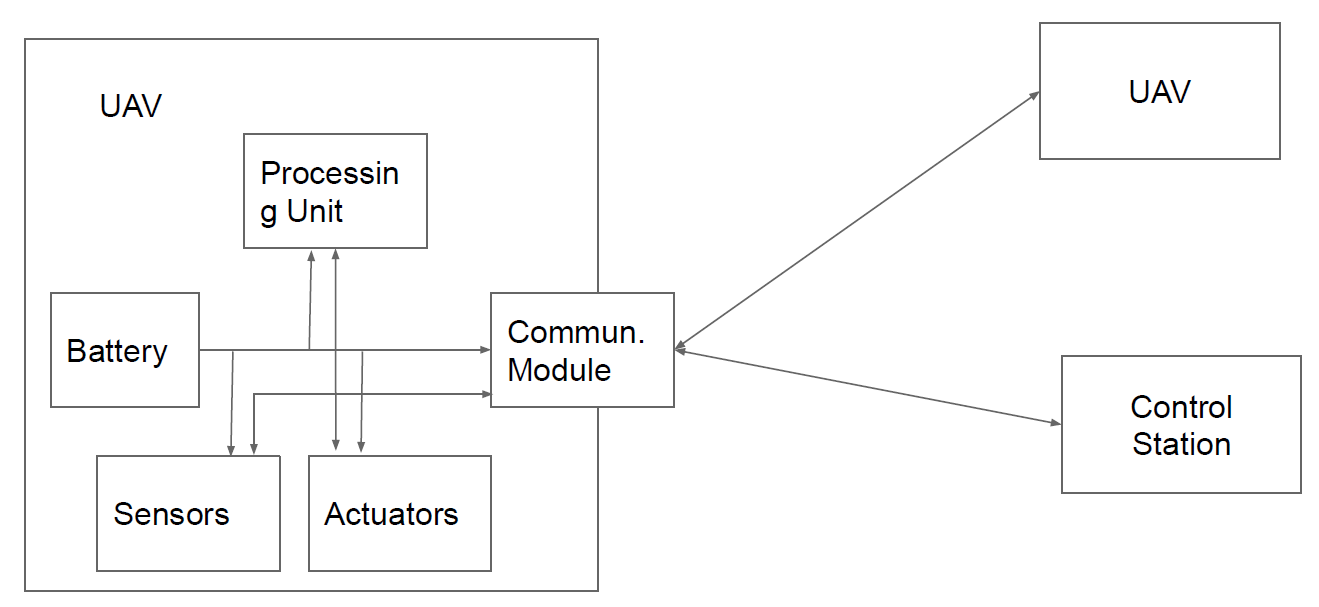 UAV
UAV
Processin
g Unit
Battery
Commun.
Module
Control
Station
Sensors
Actuators